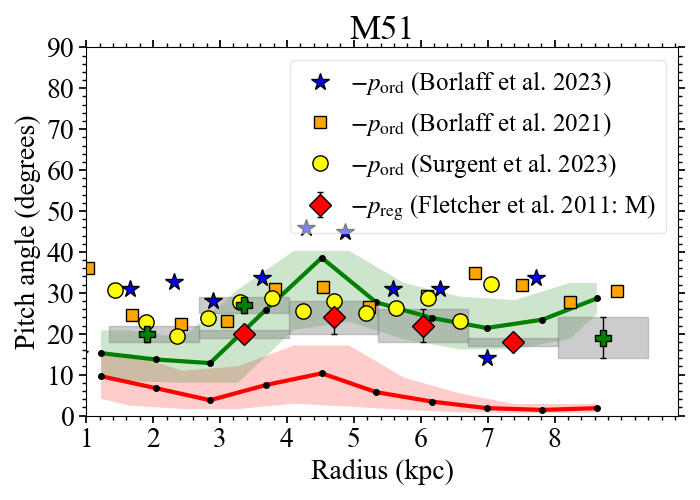 M51
90
80
70
60
50
40
30
20
10
0
Pitch angle (degrees)
−p_ord (Borlaff et al. 2023)
−p_ord (Borlaff et al. 2021)
−p_ord (Surgent et al. 2023)
−p_reg (Fletcher et al. 2011: M)
1 2 3 4 5 6 7 8
Radius (kpc)